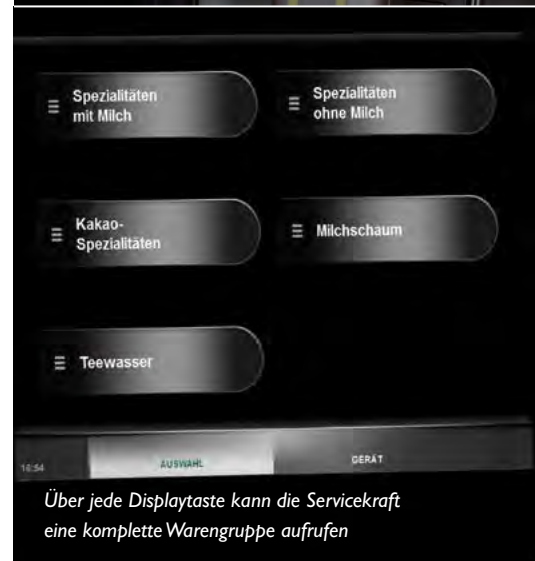 Spezialitäten
mit Milch
Spezialitäten
ohne Milch
Kakao-
Spezialitäten
Milchschaum
Teewasser
16:54
AUSWAHL
GERÄT
Über jede Displaytaste kann die Servicekraft
eine komplette Warengruppe aufrufen